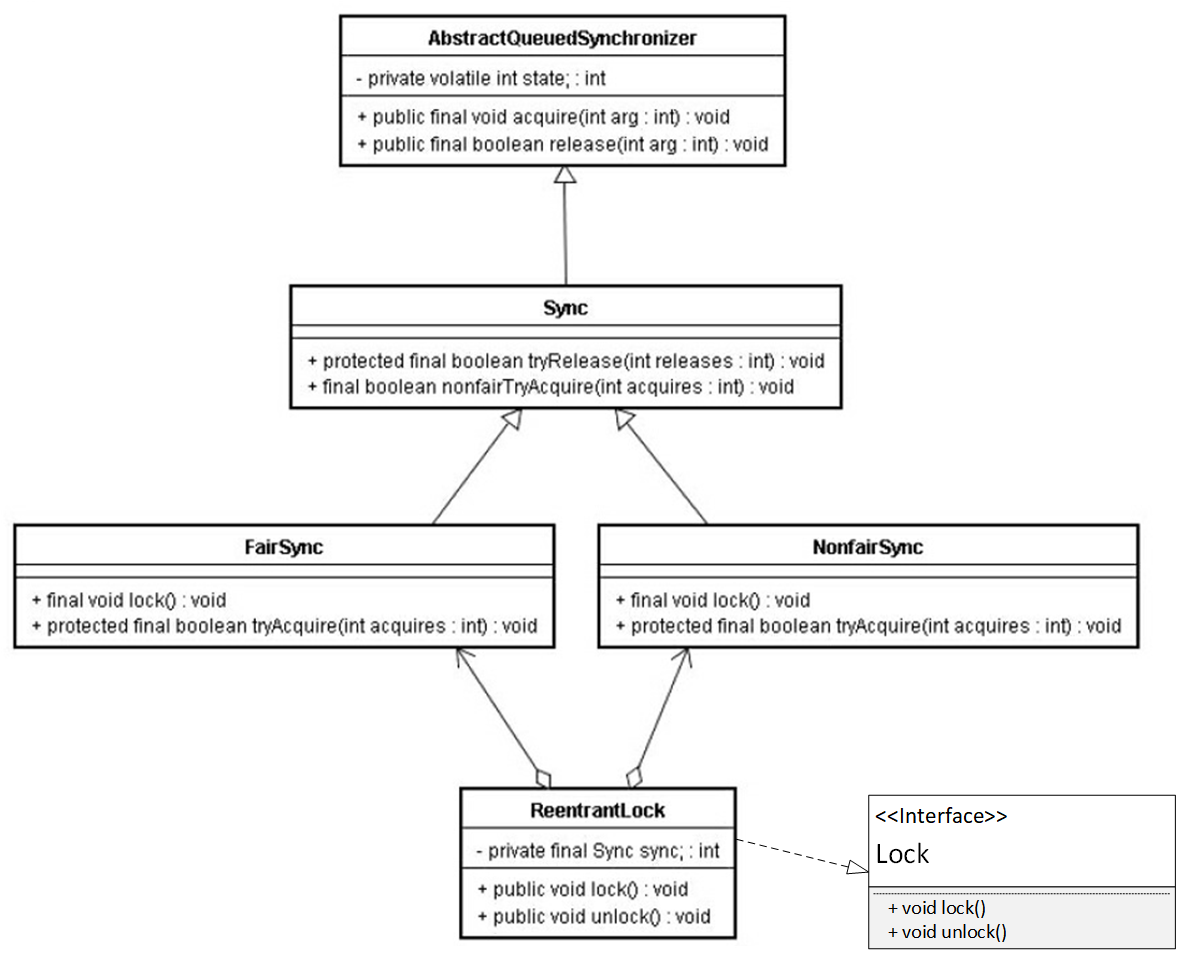 AbstractQueuedSynchronizer
- private volatile int state; : int
+ public final void acquire(int arg : int) : void
+ public final boolean release(int arg : int) : void
Sync
+ protected final boolean tryRelease(int releases : int) : void
+ final boolean nonfairTryAcquire(int acquires : int) : void
FairSync
+ final void lock() : void
+ protected final boolean tryAcquire(int acquires : int) : void
NonfairSync
+ final void lock() : void
+ protected final boolean tryAcquire(int acquires : int) : void
ReentrantLock
- private final Sync sync; : int
+ public void lock() : void
+ public void unlock() : void
<<Interface>>
Lock
+ void lock()
+ void unlock()